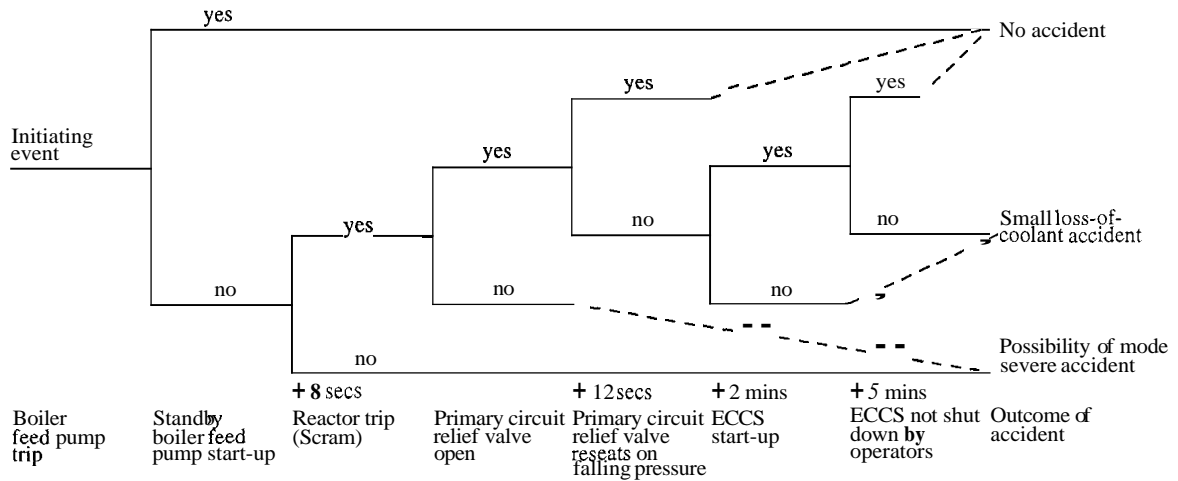 yes
No accident
yes
yes
Initiating
event
yes
yes
yes
no
no
Small loss-of-
coolant accident
no
no
no
no
Possibility of mode
severe accident
+ 8 secs
+ 12secs
+ 2 mins
+ 5 mins
Boiler
feed pump
trip
Standby
boiler feed
pump start-up
Reactor trip
(Scram)
Primary circuit
relief valve
open
Primary circuit
relief valve
reseats on
falling pressure
ECCS
start-up
ECCS not shut
down by
operators
Outcome of
accident